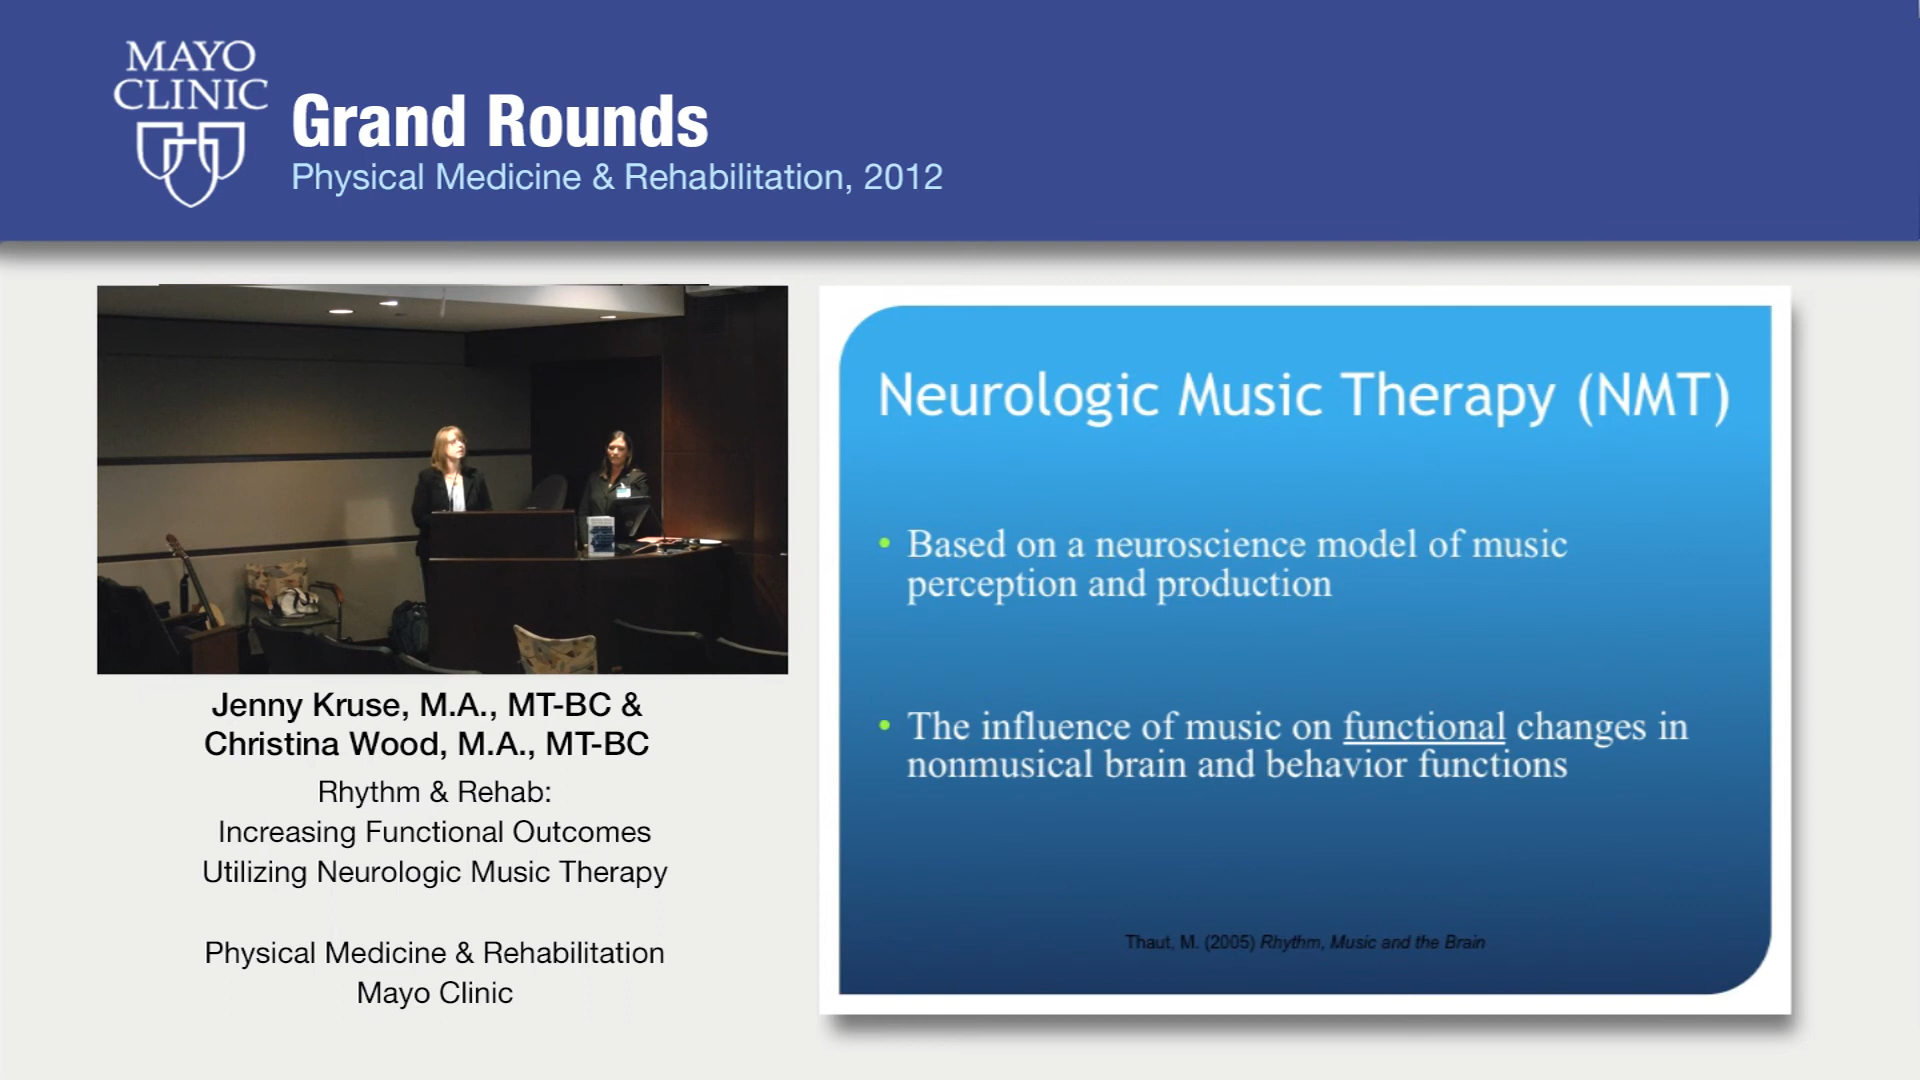 MAYO
CLINIC
Grand Rounds
Physical Medicine & Rehabilitation, 2012
Jenny Kruse, M.A., MT-BC &
Christina Wood, M.A., MT-BC
Rhythm & Rehab:
Increasing Functional Outcomes
Utilizing Neurologic Music Therapy
Physical Medicine & Rehabilitation
Mayo Clinic
Neurologic Music Therapy (NMT)
• Based on a neuroscience model of music
perception and production
• The influence of music on functional changes in
nonmusical brain and behavior functions
Thaut, M. (2005) Rhythm, Music and the Brain